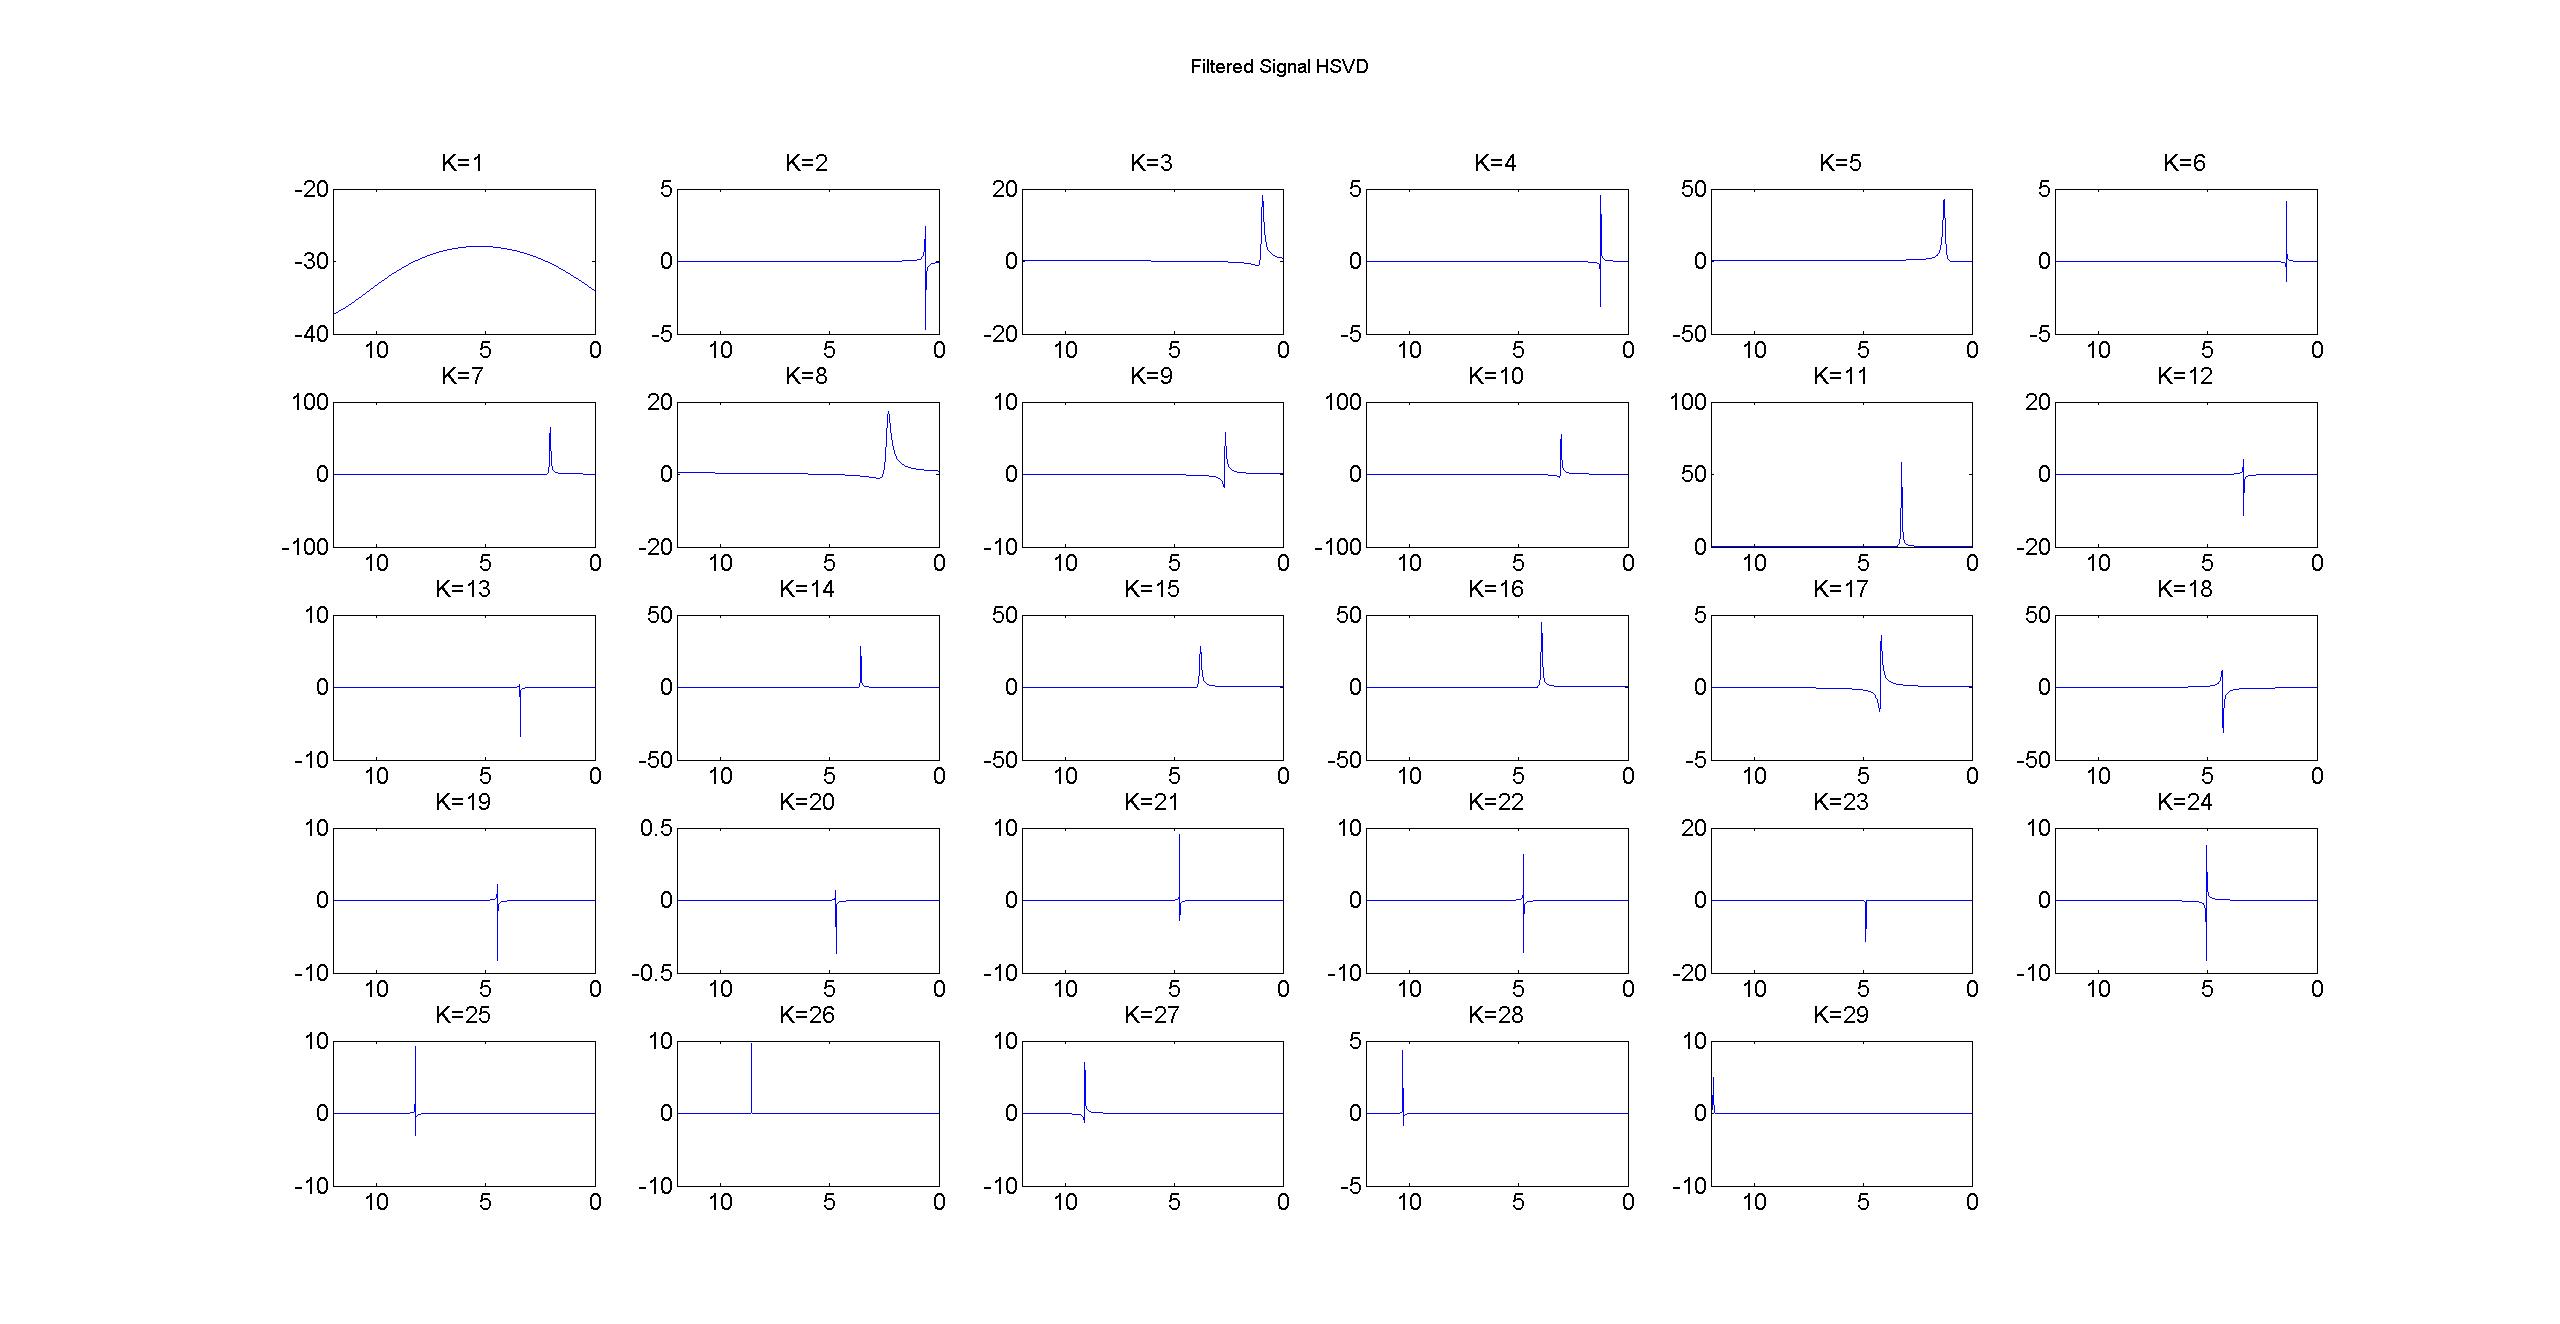 Filtered Signal HSVD
K=1 K=2 K=3 K=4 K=5 K=6
-20 5 20 5 50 5
-30 0 0 0 0 0
-40 -5 -20 -5 -50 -5
10 5 0 10 5 0 10 5 0 10 5 0 10 5 0 10 5 0
K=7 K=8 K=9 K=10 K=11 K=12
100 20 10 100 100 20
0 0 0 0 50 0
-100 -20 -10 -100 0 -20
10 5 0 10 5 0 10 5 0 10 5 0 10 5 0 10 5 0
K=13 K=14 K=15 K=16 K=17 K=18
10 50 50 50 5 50
0 0 0 0 0 0
-10 -50 -50 -50 -5 -50
10 5 0 10 5 0 10 5 0 10 5 0 10 5 0 10 5 0
K=19 K=20 K=21 K=22 K=23 K=24
10 0.5 10 10 20 10
0 0 0 0 0 0
-10 -0.5 -10 -10 -20 -10
10 5 0 10 5 0 10 5 0 10 5 0 10 5 0 10 5 0
K=25 K=26 K=27 K=28 K=29
10 10 10 5 10
0 0 0 0 0
-10 -10 -10 -5 -10
10 5 0 10 5 0 10 5 0 10 5 0 10 5 0